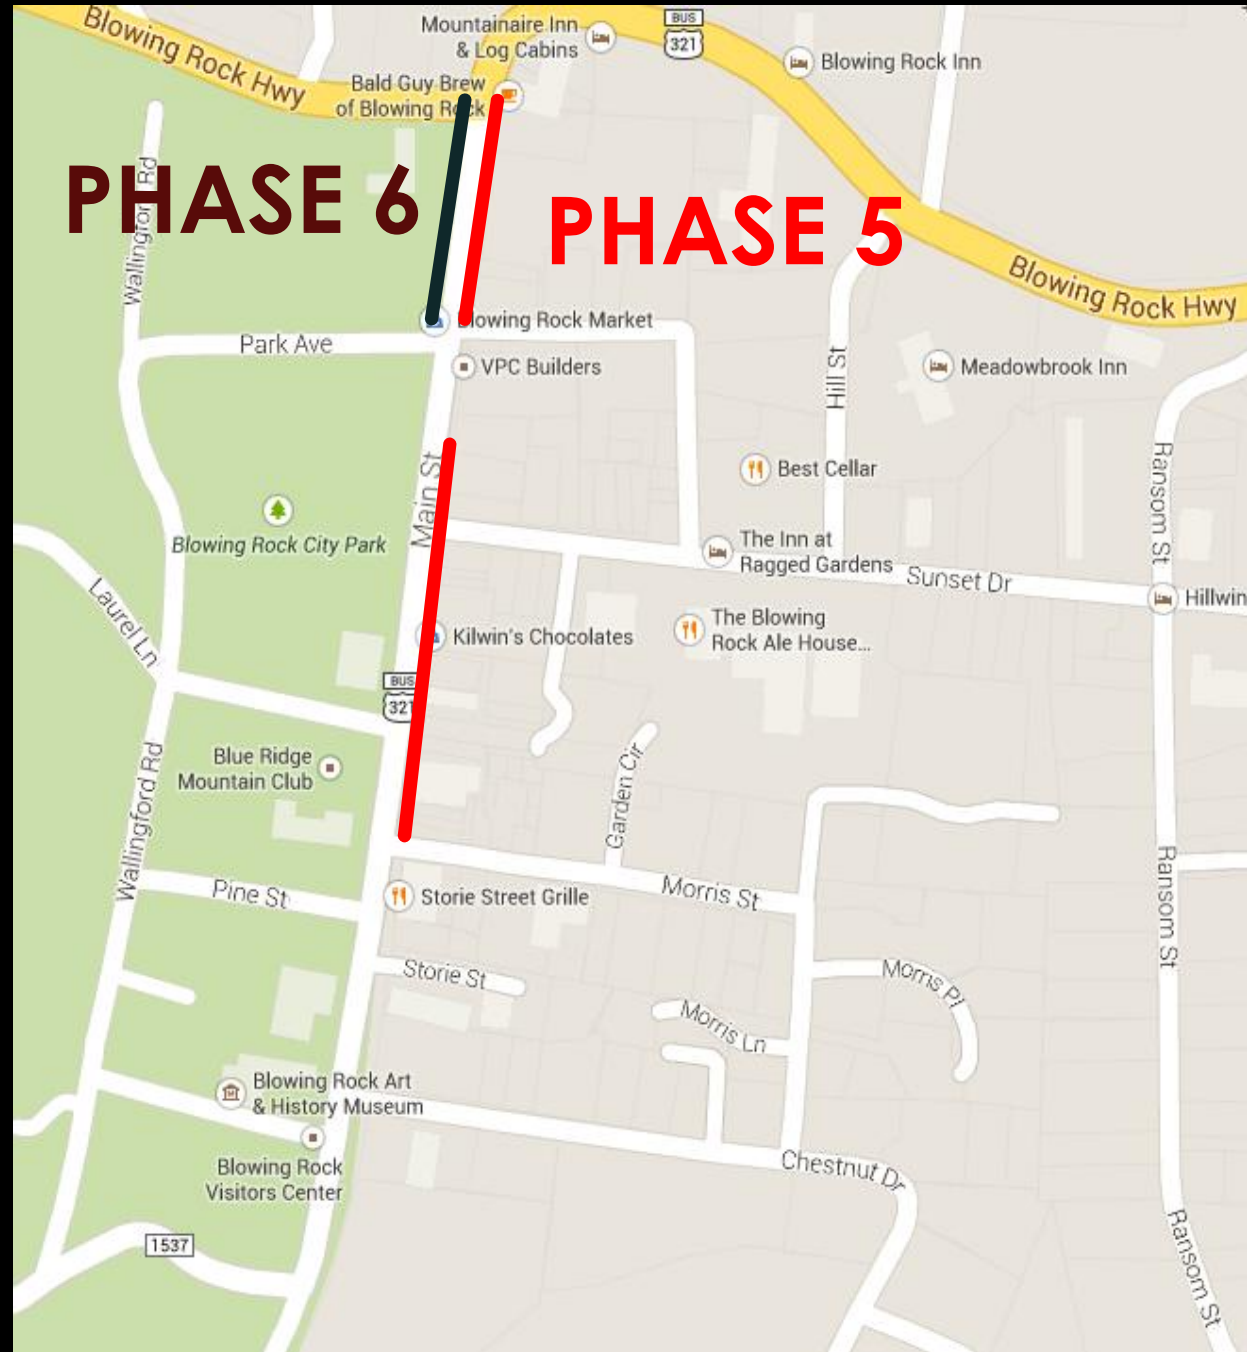 Blowing Rock Hwy
Mountainaire Inn
& Log Cabins
BUS
321
Blowing Rock Inn
Bald Guy Brew
of Blowing Rock
PHASE 6
PHASE 5
Wallingford Rd
Blowing Rock Hwy
Blowing Rock Market
Park Ave
VPC Builders
Hill St
Meadowbrook Inn
Main St
Best Cellar
Ransom St
Blowing Rock City Park
The Inn at
Ragged Gardens
Sunset Dr
Hillwin
Laurel Ln
Kilwin's Chocolates
The Blowing
Rock Ale House...
BUS
321
Blue Ridge
Mountain Club
Garden Cir
Wallingford Rd
Pine St
Storie Street Grille
Morris St
Ransom St
Storie St
Morris Pl
Morris Ln
Blowing Rock Art
& History Museum
Blowing Rock
Visitors Center
Chestnut Dr
1537
Ransom St